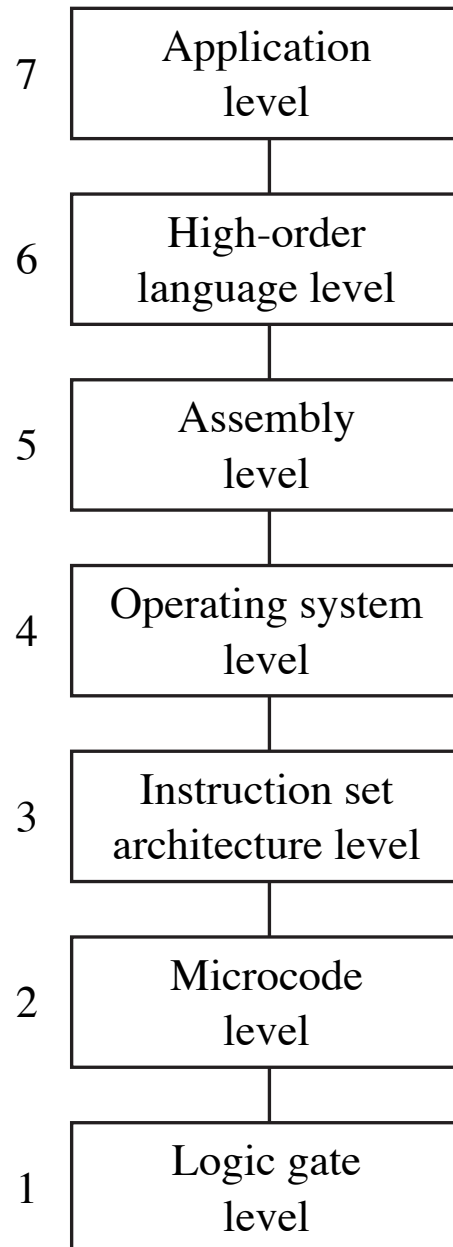 7
Application
level
6
High-order
language level
5
Assembly
level
4
Operating system
level
3
Instruction set
architecture level
2
Microcode
level
1
Logic gate
level